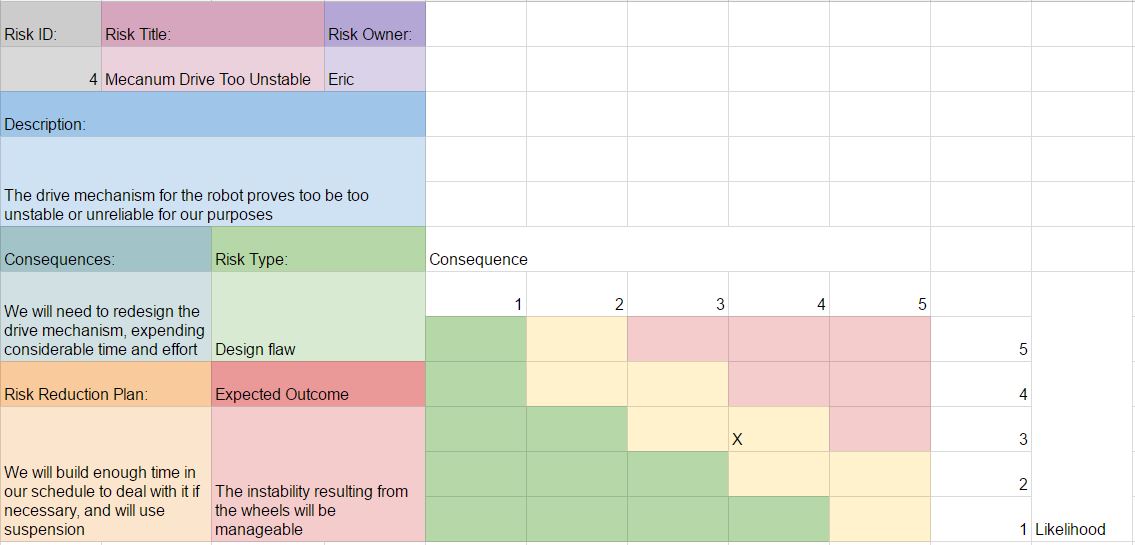 Risk ID: Risk Title: Risk Owner:
4 Mecanum Drive Too Unstable Eric
Description:
The drive mechanism for the robot proves too be too
unstable or unreliable for our purposes
Consequences: Risk Type: Consequence
We will need to redesign the
drive mechanism, expending
considerable time and effort
Design flaw
1 2 3 4 5
5
Risk Reduction Plan: Expected Outcome
4
X 3
We will build enough time in
our schedule to deal with it if
necessary, and will use
suspension
The instability resulting from
the wheels will be
manageable
2
1 Likelihood